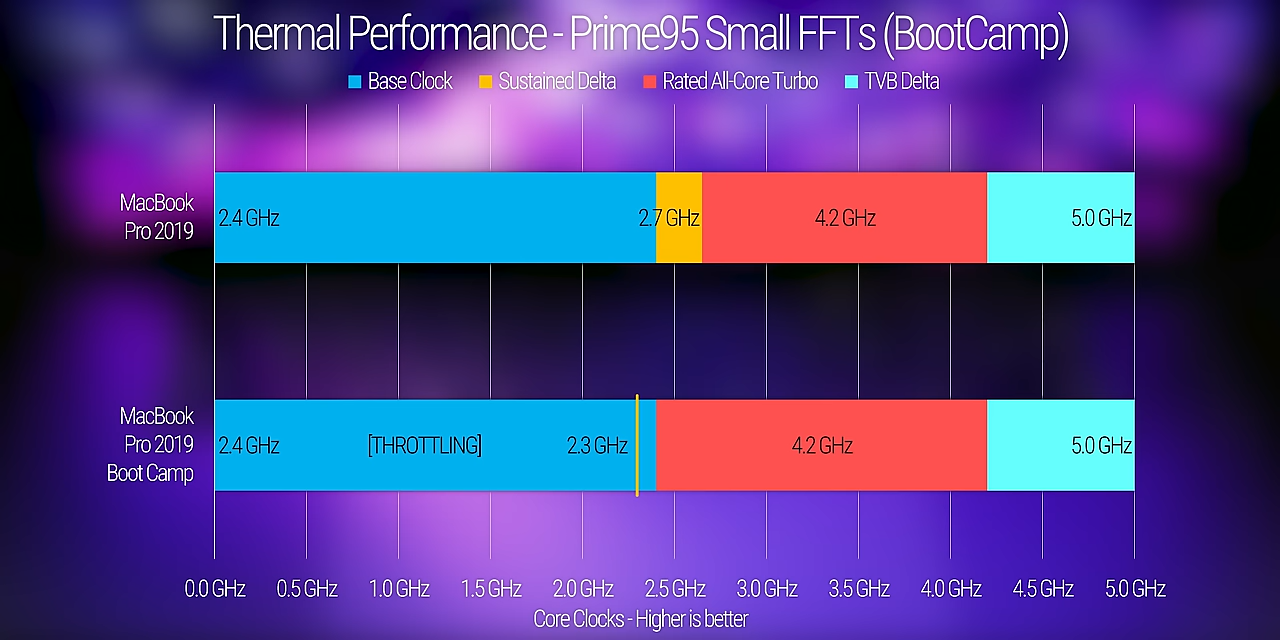 Thermal Performance - Prime95 Small FFTs (BootCamp)
Base Clock Sustained Delta Rated All-Core Turbo TVB Delta
MacBook
Pro 2019
2.4 GHz 2.7 GHz 4.2 GHz 5.0 GHz
MacBook
Pro 2019
Boot Camp
2.4 GHz [THROTTLING] 2.3 GHz 4.2 GHz 5.0 GHz
0.0 GHz 0.5 GHz 1.0 GHz 1.5 GHz 2.0 GHz 2.5 GHz 3.0 GHz 3.5 GHz 4.0 GHz 4.5 GHz 5.0 GHz
Core Clocks - Higher is better